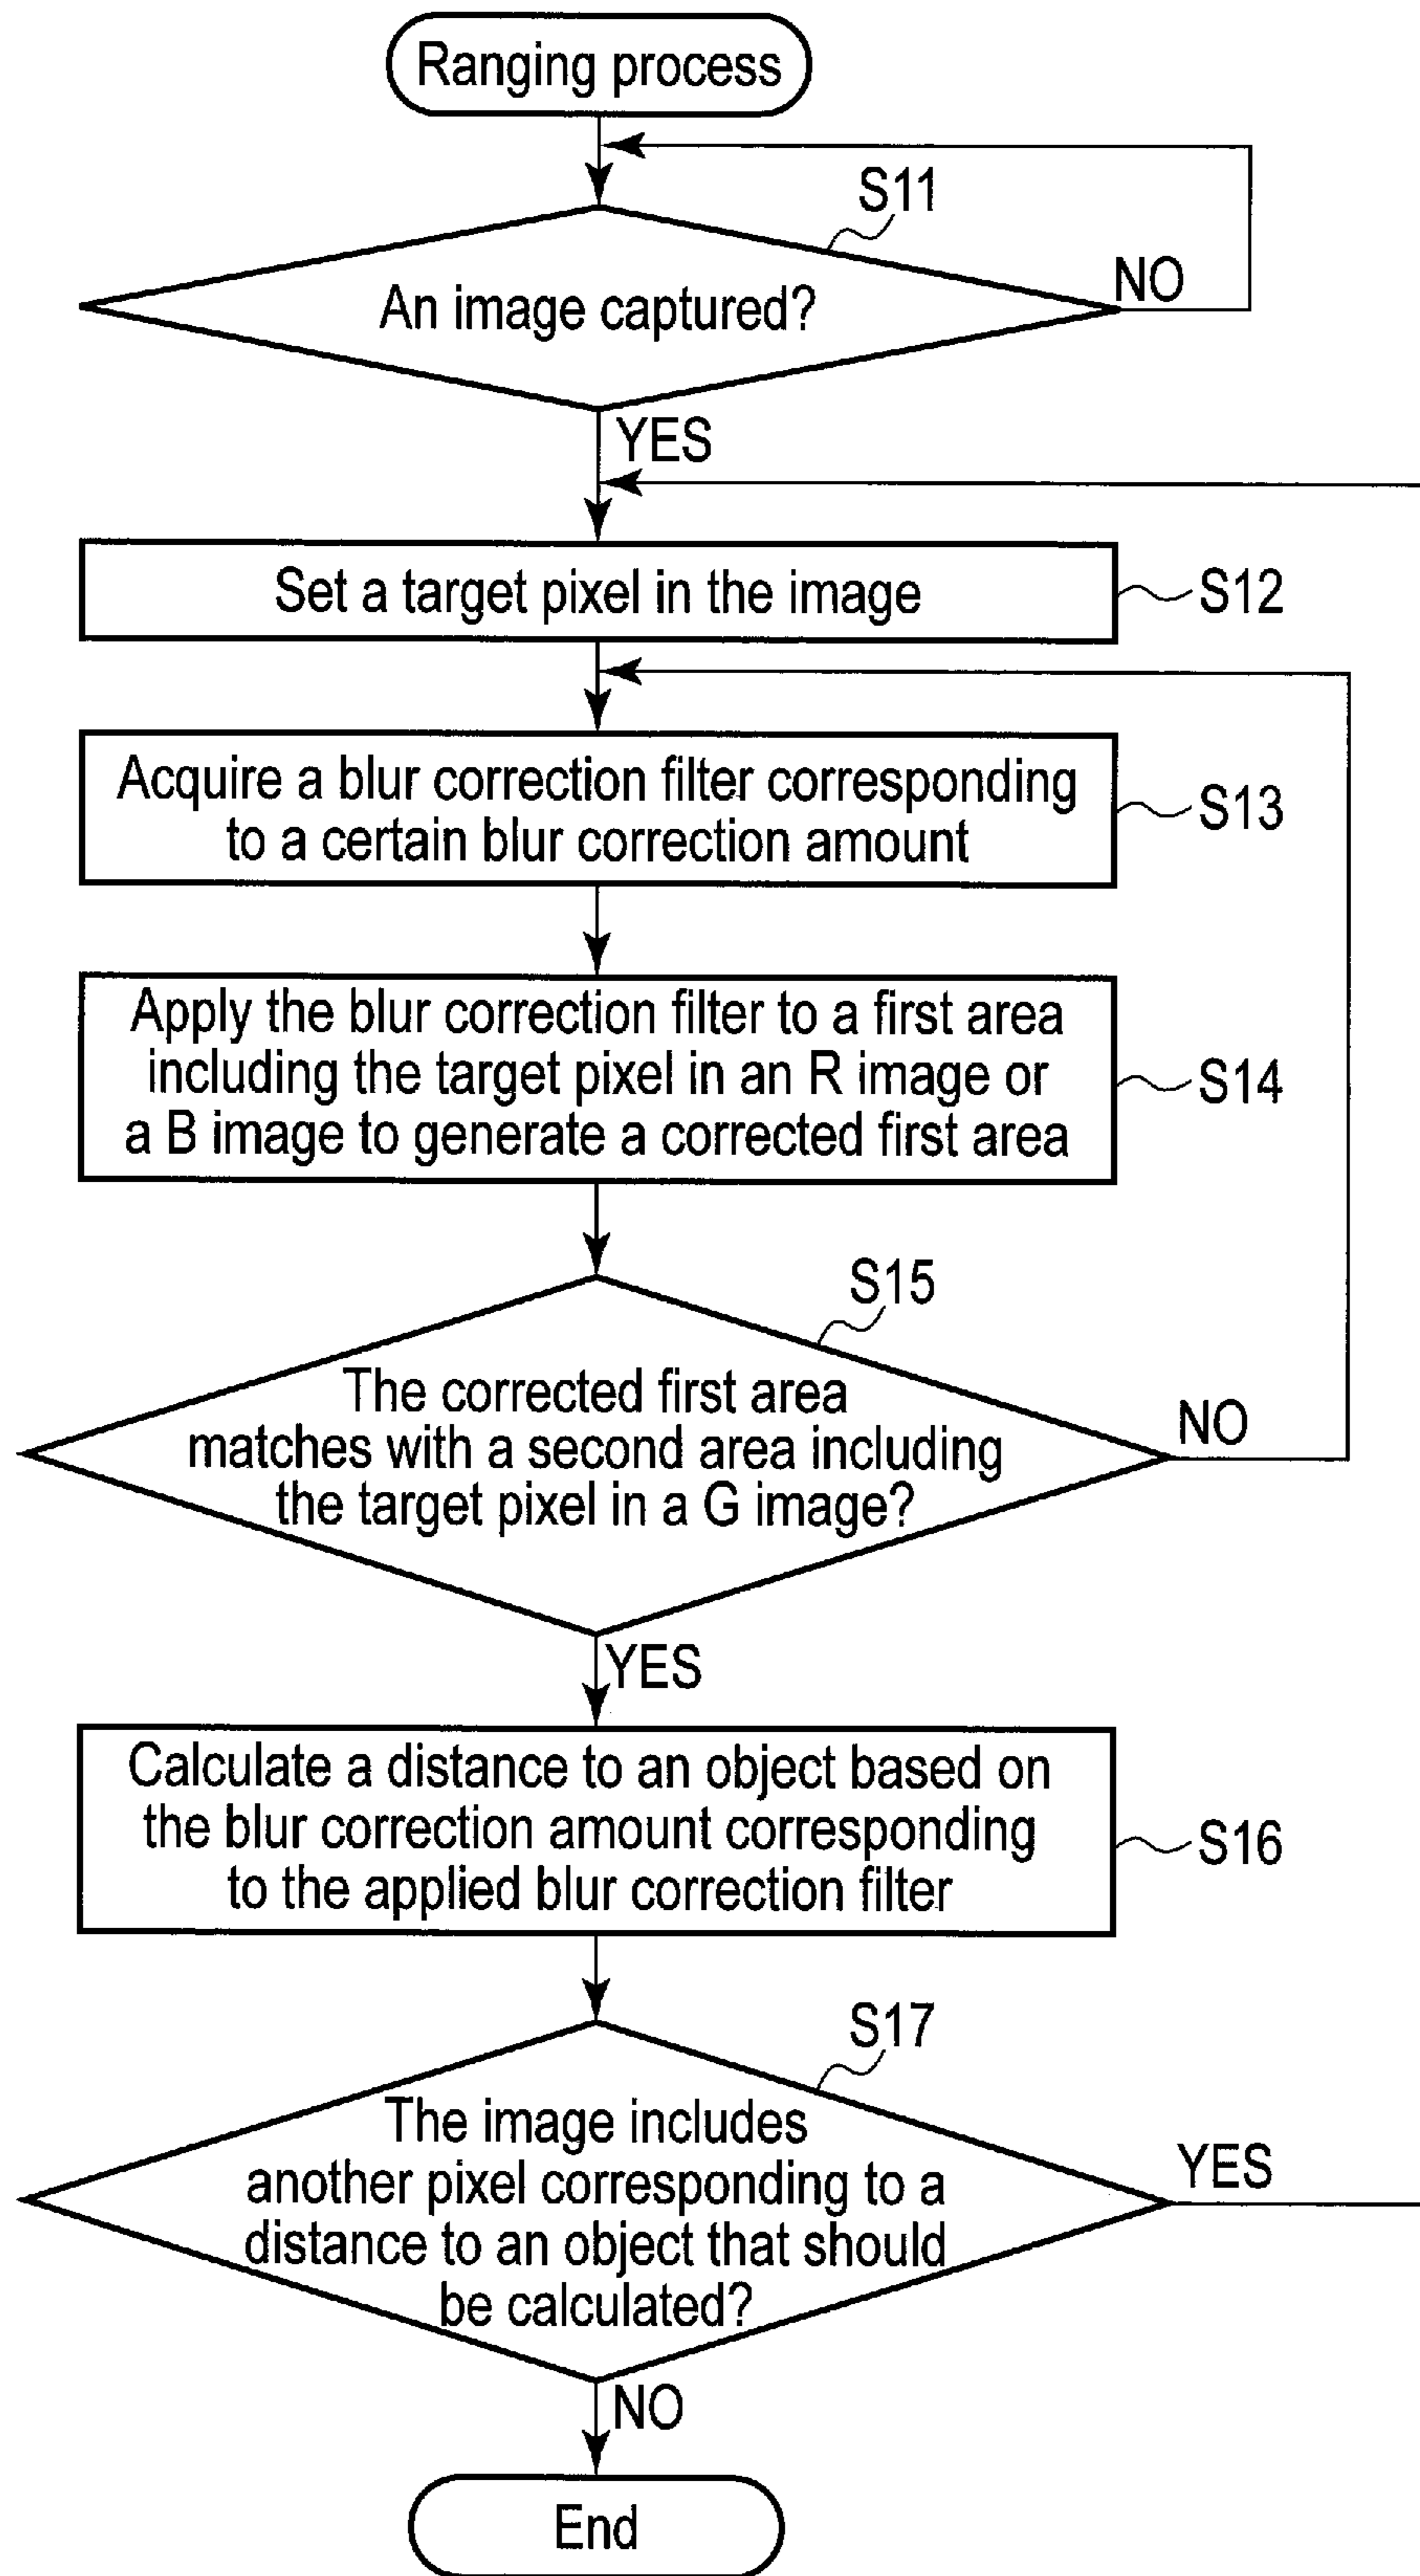 Ranging process
S11
An image captured?
NO
YES
Set a target pixel in the image
S12
Acquire a blur correction filter corresponding
to a certain blur correction amount
S13
Apply the blur correction filter to a first area
including the target pixel in an R image or
a B image to generate a corrected first area
S14
S15
The corrected first area
matches with a second area including
the target pixel in a G image?
NO
YES
Calculate a distance to an object based on
the blur correction amount corresponding
to the applied blur correction filter
S16
S17
The image includes
another pixel corresponding to a
distance to an object that should
be calculated?
YES
NO
End